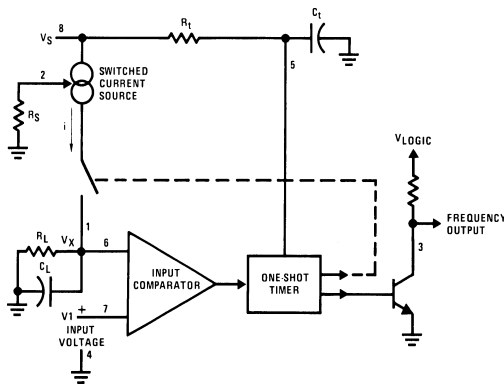 8
V_S
R_t
C_t
5
2
SWITCHED
CURRENT
SOURCE
R_S
i
V_LOGIC
1
R_L
V_X
6
C_L
INPUT
COMPARATOR
ONE-SHOT
TIMER
FREQUENCY
OUTPUT
3
V1
+
7
INPUT
VOLTAGE
4